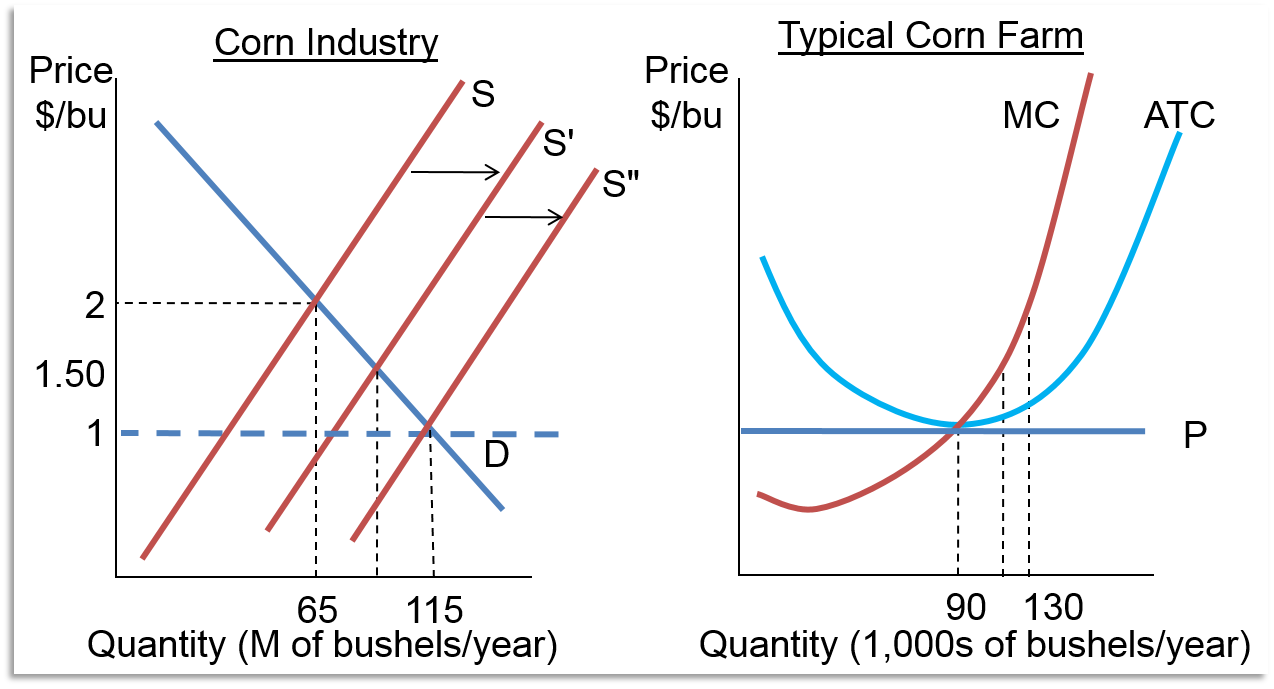 Corn Industry
Price
$/bu
S
S'
S"
2
1.50
1
D
65
115
Quantity (M of bushels/year)
Typical Corn Farm
Price
$/bu
MC
ATC
P
90
130
Quantity (1,000s of bushels/year)